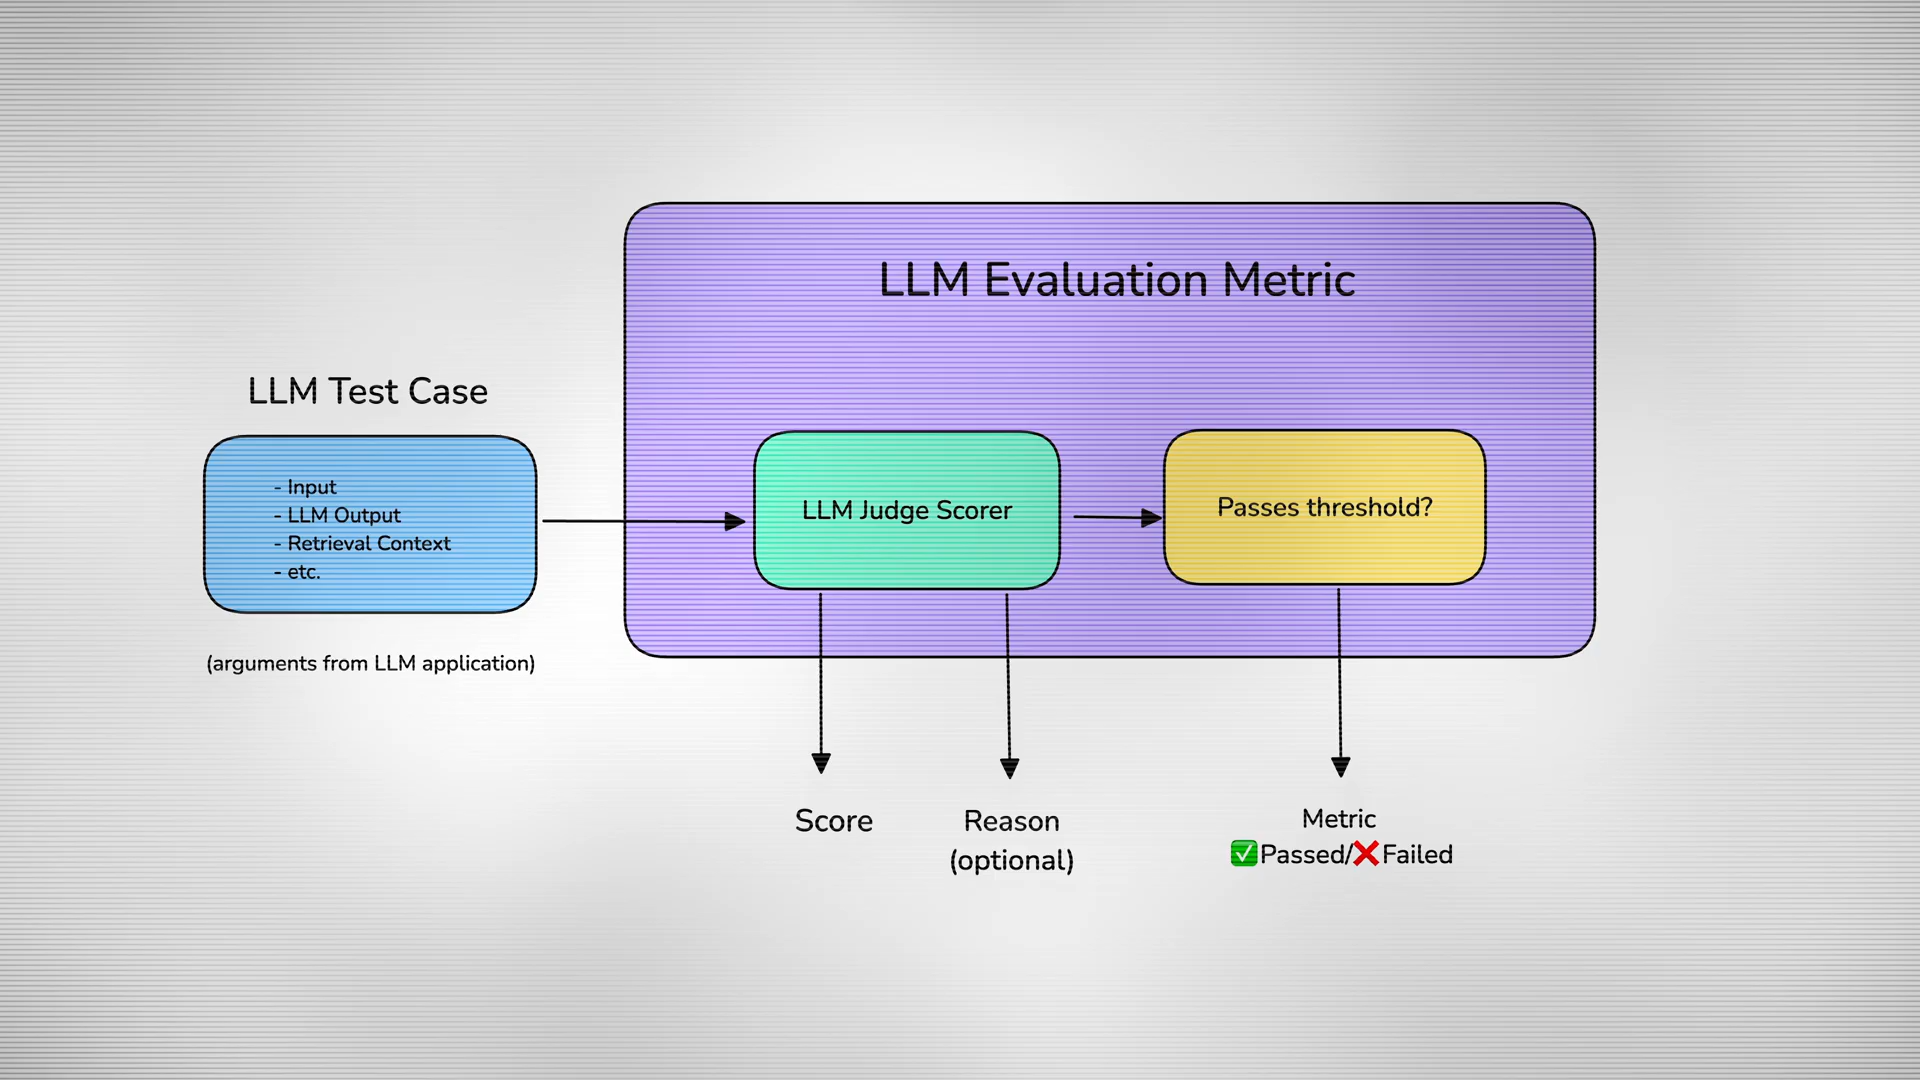 LLM Evaluation Metric
LLM Test Case
- Input
- LLM Output
- Retrieval Context
- etc.
(arguments from LLM application)
LLM Judge Scorer
Passes threshold?
Score
Reason
(optional)
Metric
✅Passed/❌Failed